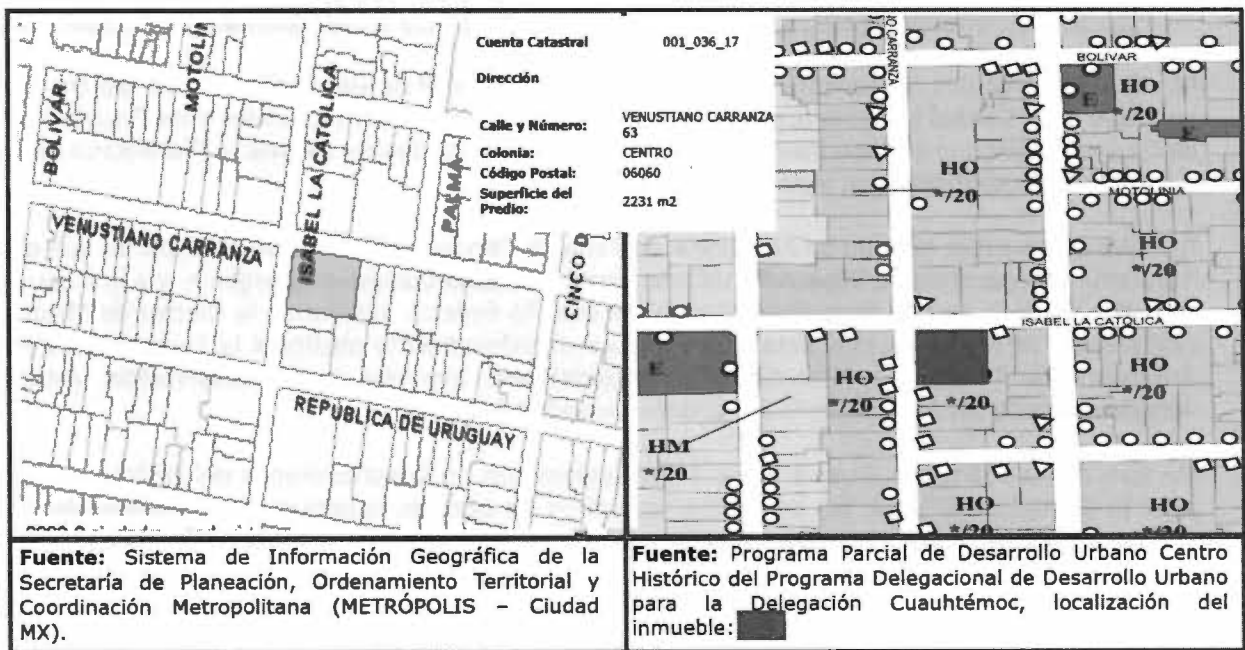 MOTOLIN
BOLIVAR
ISABEL LA CATOLICA
PALMA
VENUSTIANO CARRANZA
CINCO D
REPUBLICA DE URUGUAY
Cuenta Catastral 001_036_17
Dirección
Calle y Número: VENUSTIANO CARRANZA
63
Colonia: CENTRO
Código Postal: 06060
Superficie del
Predio: 2231 m2
O CARRANZA
BOLIVAR
HO
*/20
E
E
HO
*/20
MOTOLINIA
HO
*/20
ISABEL LA CATOLICA
E
HO
*/20
*/20
HO
*/20
HM
*/20
HO
*/20
HO
*/20
Fuente: Sistema de Información Geográfica de la
Secretaría de Planeación, Ordenamiento Territorial y
Coordinación Metropolitana (METRÓPOLIS – Ciudad
MX).
Fuente: Programa Parcial de Desarrollo Urbano Centro
Histórico del Programa Delegacional de Desarrollo Urbano
para la Delegación Cuauhtémoc, localización del
inmueble: